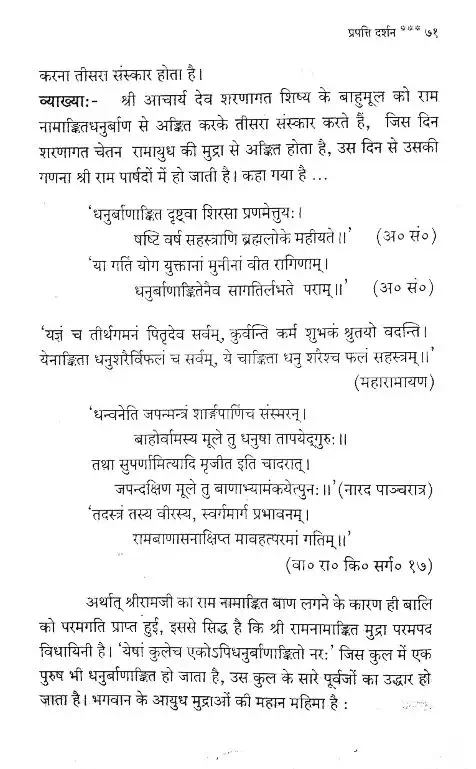 प्रपत्ति दर्शन *** ७१
करना तीसरा संस्कार होता है।
व्याख्या:- श्री आचार्य देव शरणागत शिष्य के बाहुमूल को राम
नामाङ्कितधनुर्बाण से अङ्कित करके तीसरा संस्कार करते हैं, जिस दिन
शरणागत चेतन रामायुध की मुद्रा से अङ्कित होता है, उस दिन से उसकी
गणना श्री राम पार्षदों में हो जाती है। कहा गया है ...
'धनुर्बाणाङ्कित दृष्ट्वा शिरसा प्रणमेत्तुयः।
षष्टि वर्ष सहस्त्राणि ब्रह्मलोके महीयते॥' (अ० सं०)
'या गतिं योग युक्तानां मुनीनां वीत रागिणाम्।
धनुर्बाणाङ्कितेनैव सागतिर्लभते पराम्॥' (अ० सं०)
'यज्ञं च तीर्थगमनं पितृदेव सर्वम्, कुर्वन्ति कर्म शुभकं श्रुतयो वदन्ति।
येनाङ्किता धनुशरैर्विफलं च सर्वम्, ये चाङ्किता धनु शरैश्च फलं सहस्त्रम्॥'
(महारामायण)
'धन्वनेति जपन्मन्त्रं शार्ङ्गपाणिंच संस्मरन्।
बाहोर्वामस्य मूले तु धनुषा तापयेद्गुरुः॥
तथा सुपर्णामित्यादि मृजीत इति चादरात्।
जपन्दक्षिण मूले तु बाणाभ्यामंकयेत्पुनः॥'(नारद पाञ्चरात्र)
'तदस्त्रं तस्य वीरस्य, स्वर्गमार्ग प्रभावनम्।
रामबाणासनाक्षिप्त मावहत्परमां गतिम्॥'
(वा० रा० कि० सर्ग० १७)
अर्थात् श्रीरामजी का राम नामाङ्कित बाण लगने के कारण ही बालि
को परमगति प्राप्त हुई, इससे सिद्ध है कि श्री रामनामाङ्कित मुद्रा परमपद
विधायिनी है। 'येषां कुलेच एकोऽपिधनुर्बाणाङ्कितो नरः' जिस कुल में एक
पुरुष भी धनुर्बाणाङ्कित हो जाता है, उस कुल के सारे पूर्वजों का उद्धार हो
जाता है। भगवान के आयुध मुद्राओं की महान महिमा है :